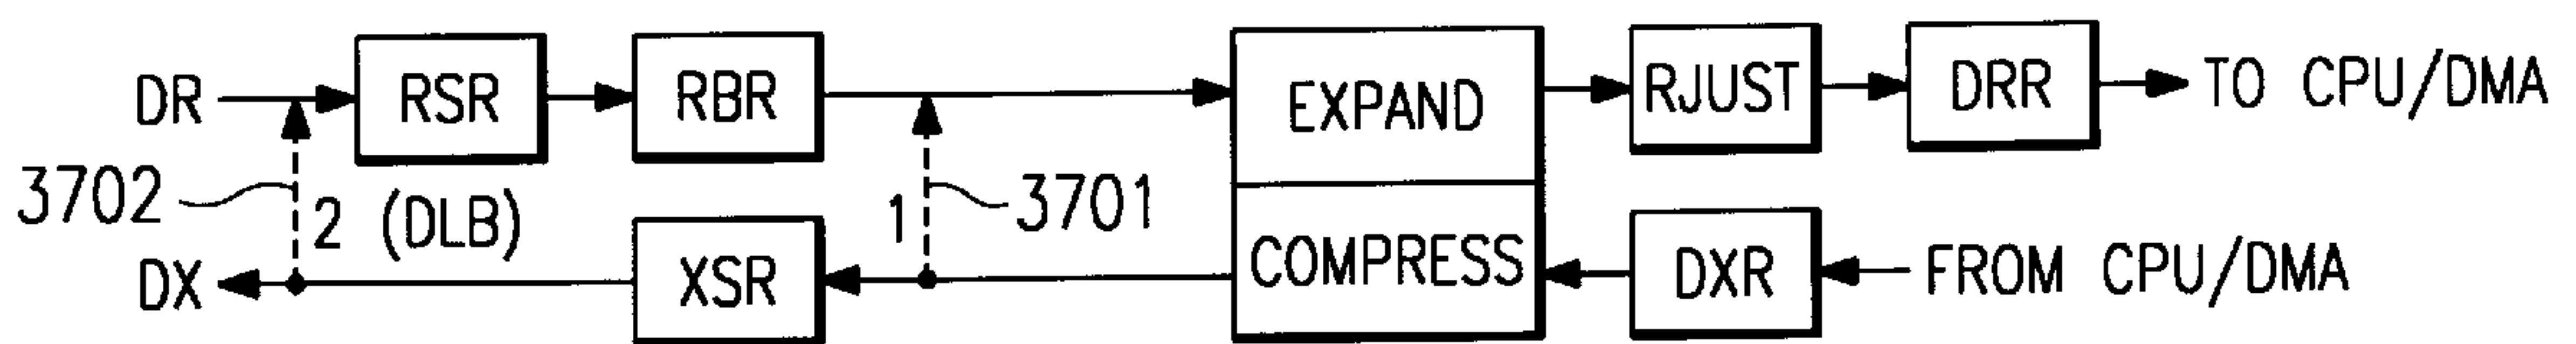 DR RSR RBR EXPAND RJUST DRR TO CPU/DMA
3702 2 (DLB) 1 3701
DX XSR COMPRESS DXR FROM CPU/DMA